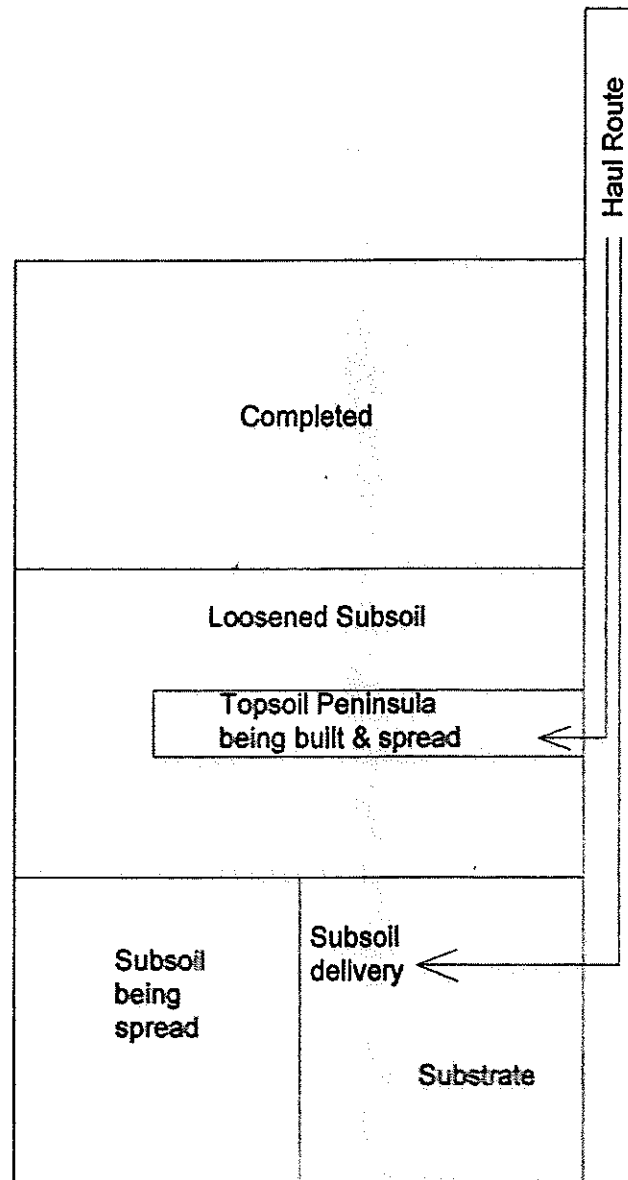 Haul Route
Completed
Loosened Subsoil
Topsoil Peninsula
being built & spread
Subsoil
being
spread
Subsoil
delivery
Substrate